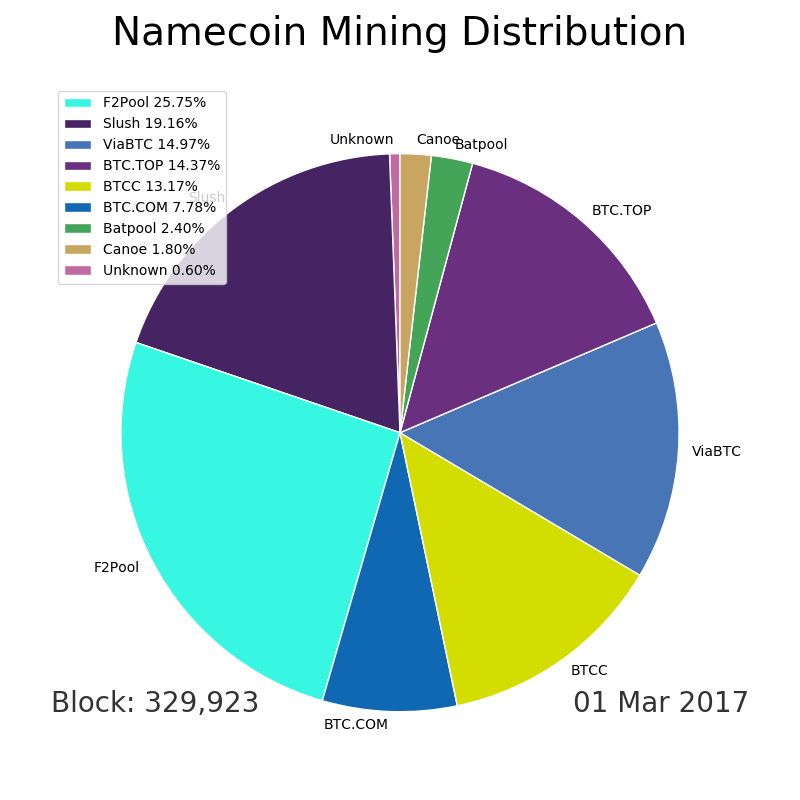 Namecoin Mining Distribution
F2Pool 25.75%
Slush 19.16%
ViaBTC 14.97%
BTC.TOP 14.37%
BTCC 13.17%
BTC.COM 7.78%
Batpool 2.40%
Canoe 1.80%
Unknown 0.60%
Unknown
Canoe
Batpool
Slush
BTC.TOP
ViaBTC
F2Pool
BTCC
BTC.COM
Block: 329,923
01 Mar 2017